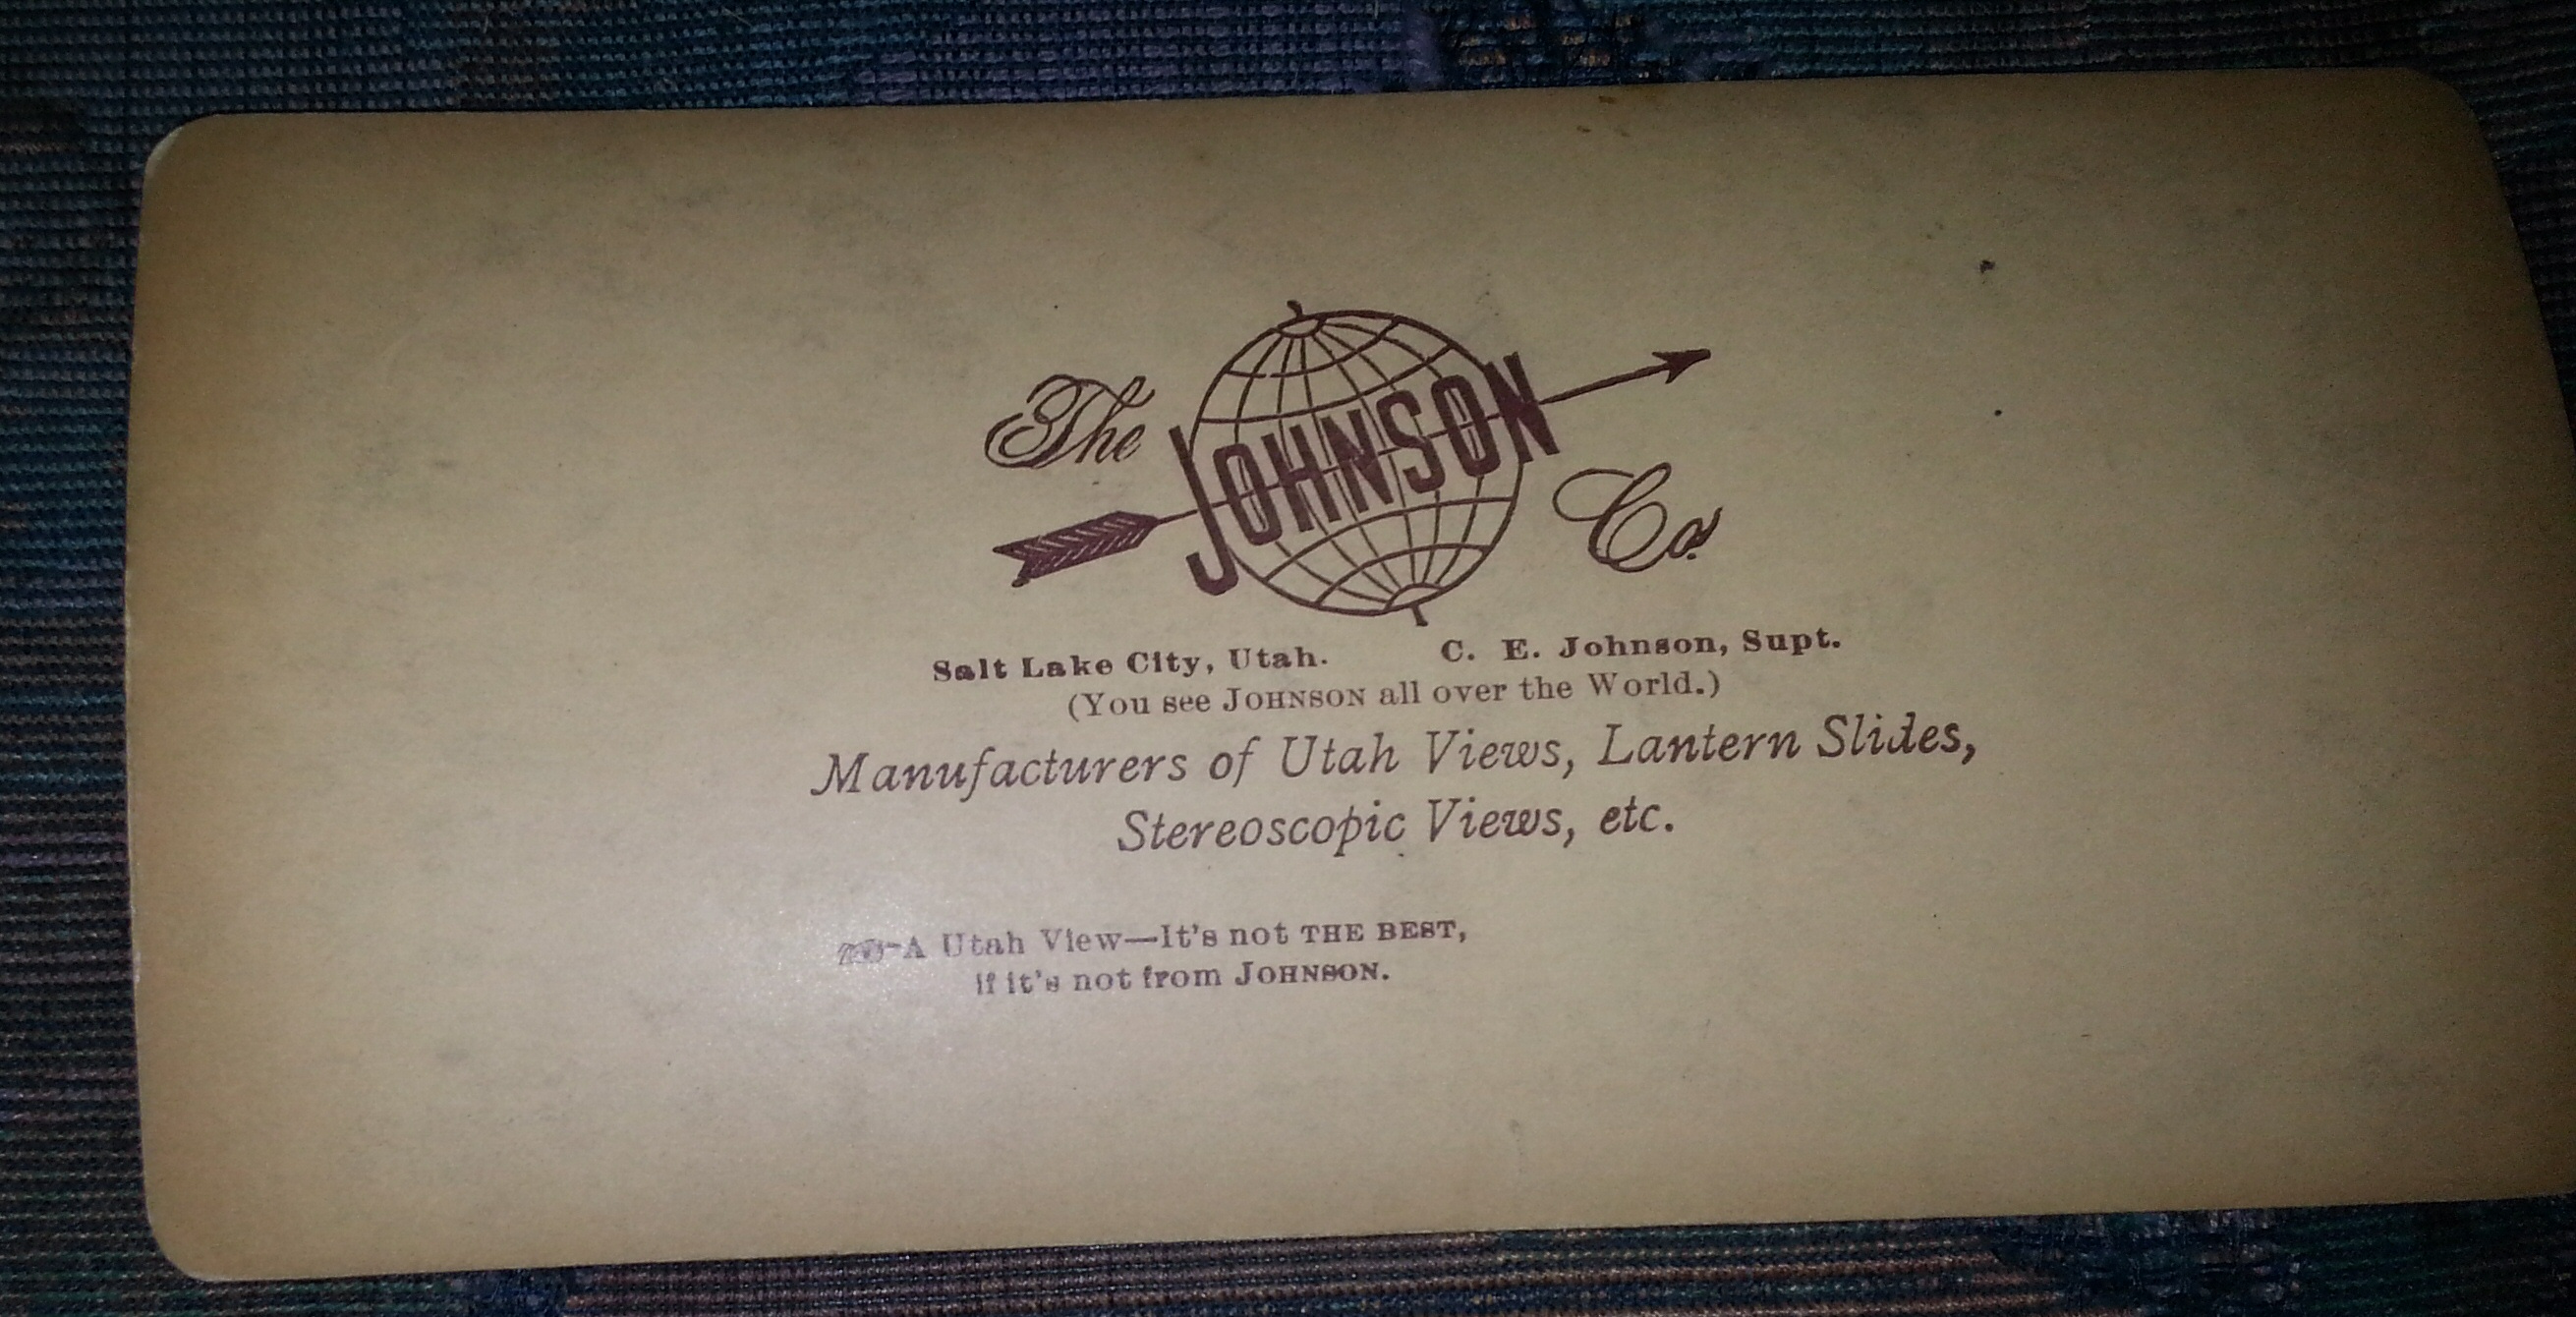 The JOHNSON Co.
Salt Lake City, Utah. C. E. Johnson, Supt.
(You see JOHNSON all over the World.)
Manufacturers of Utah Views, Lantern Slides,
Stereoscopic Views, etc.
A Utah View—It's not THE BEST,
if it's not from JOHNSON.